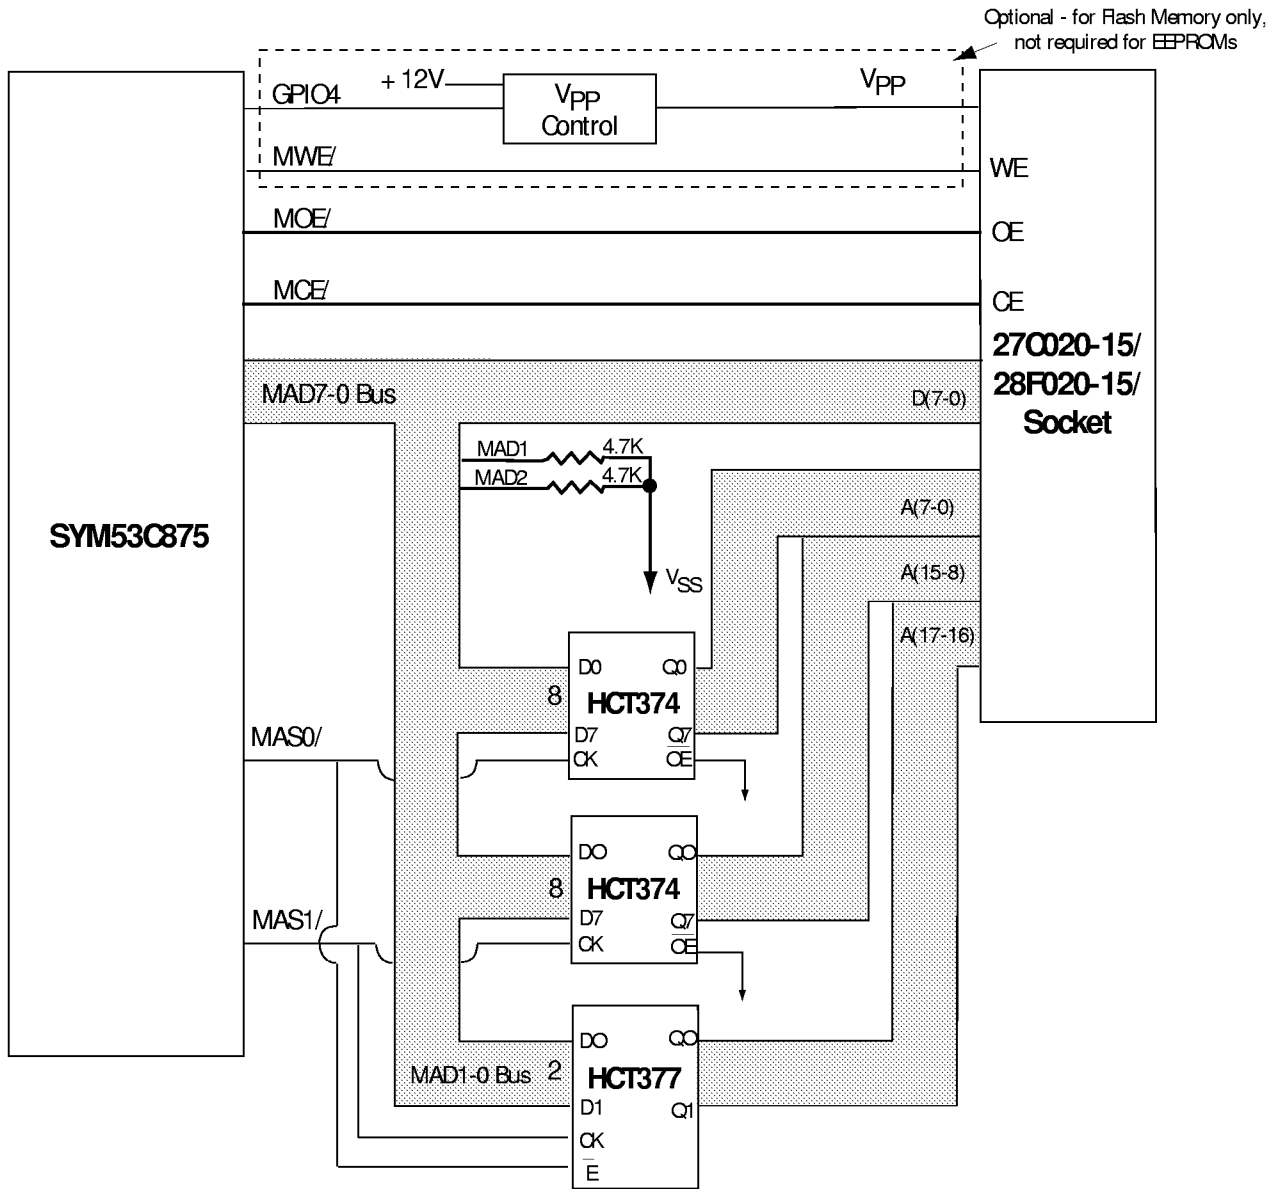 Optional - for Flash Memory only,
not required for EEPROMs
GPIO4
+ 12V
VPP
Control
VPP
MWE/
WE
MOE/
OE
MCE/
CE
27C020-15/
28F020-15/
Socket
MAD7-0 Bus
D(7-0)
MAD1
4.7K
MAD2
4.7K
A(7-0)
SYM53C875
VSS
A(15-8)
A(17-16)
D0
Q0
8
HCT374
D7
Q7
CK
OE
MAS0/
DO
QO
8
HCT374
D7
Q7
CK
OE
MAS1/
DO
QO
MAD1-0 Bus
2
HCT377
D1
Q1
CK
E